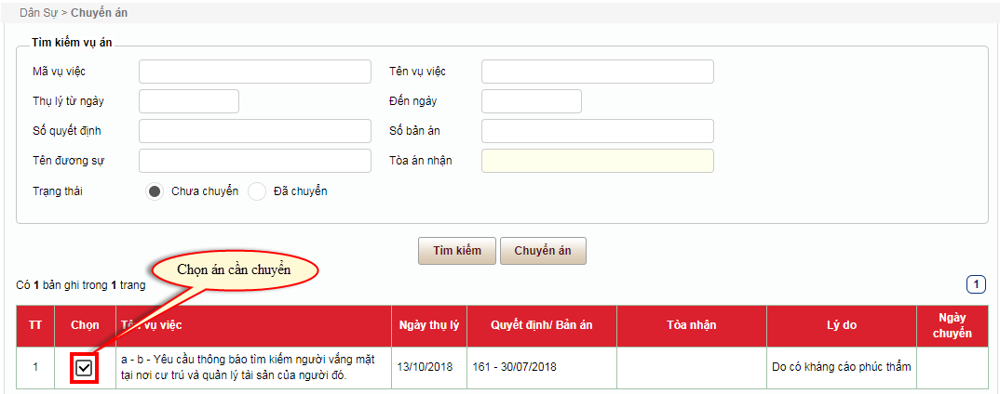 Dân Sự > Chuyển án
Tìm kiếm vụ án
Mã vụ việc
Tên vụ việc
Thụ lý từ ngày
Đến ngày
Số quyết định
Số bản án
Tên đương sự
Tòa án nhận
Trạng thái
Chưa chuyển
Đã chuyển
Tìm kiếm
Chuyển án
Chọn án cần chuyển
Có 1 bản ghi trong 1 trang
1
TT
Chọn
Tên vụ việc
Ngày thụ lý
Quyết định/ Bản án
Tòa nhận
Lý do
Ngày
chuyển
1
a - b - Yêu cầu thông báo tìm kiếm người vắng mặt
tại nơi cư trú và quản lý tài sản của người đó.
13/10/2018
161 - 30/07/2018
Do có kháng cáo phúc thẩm